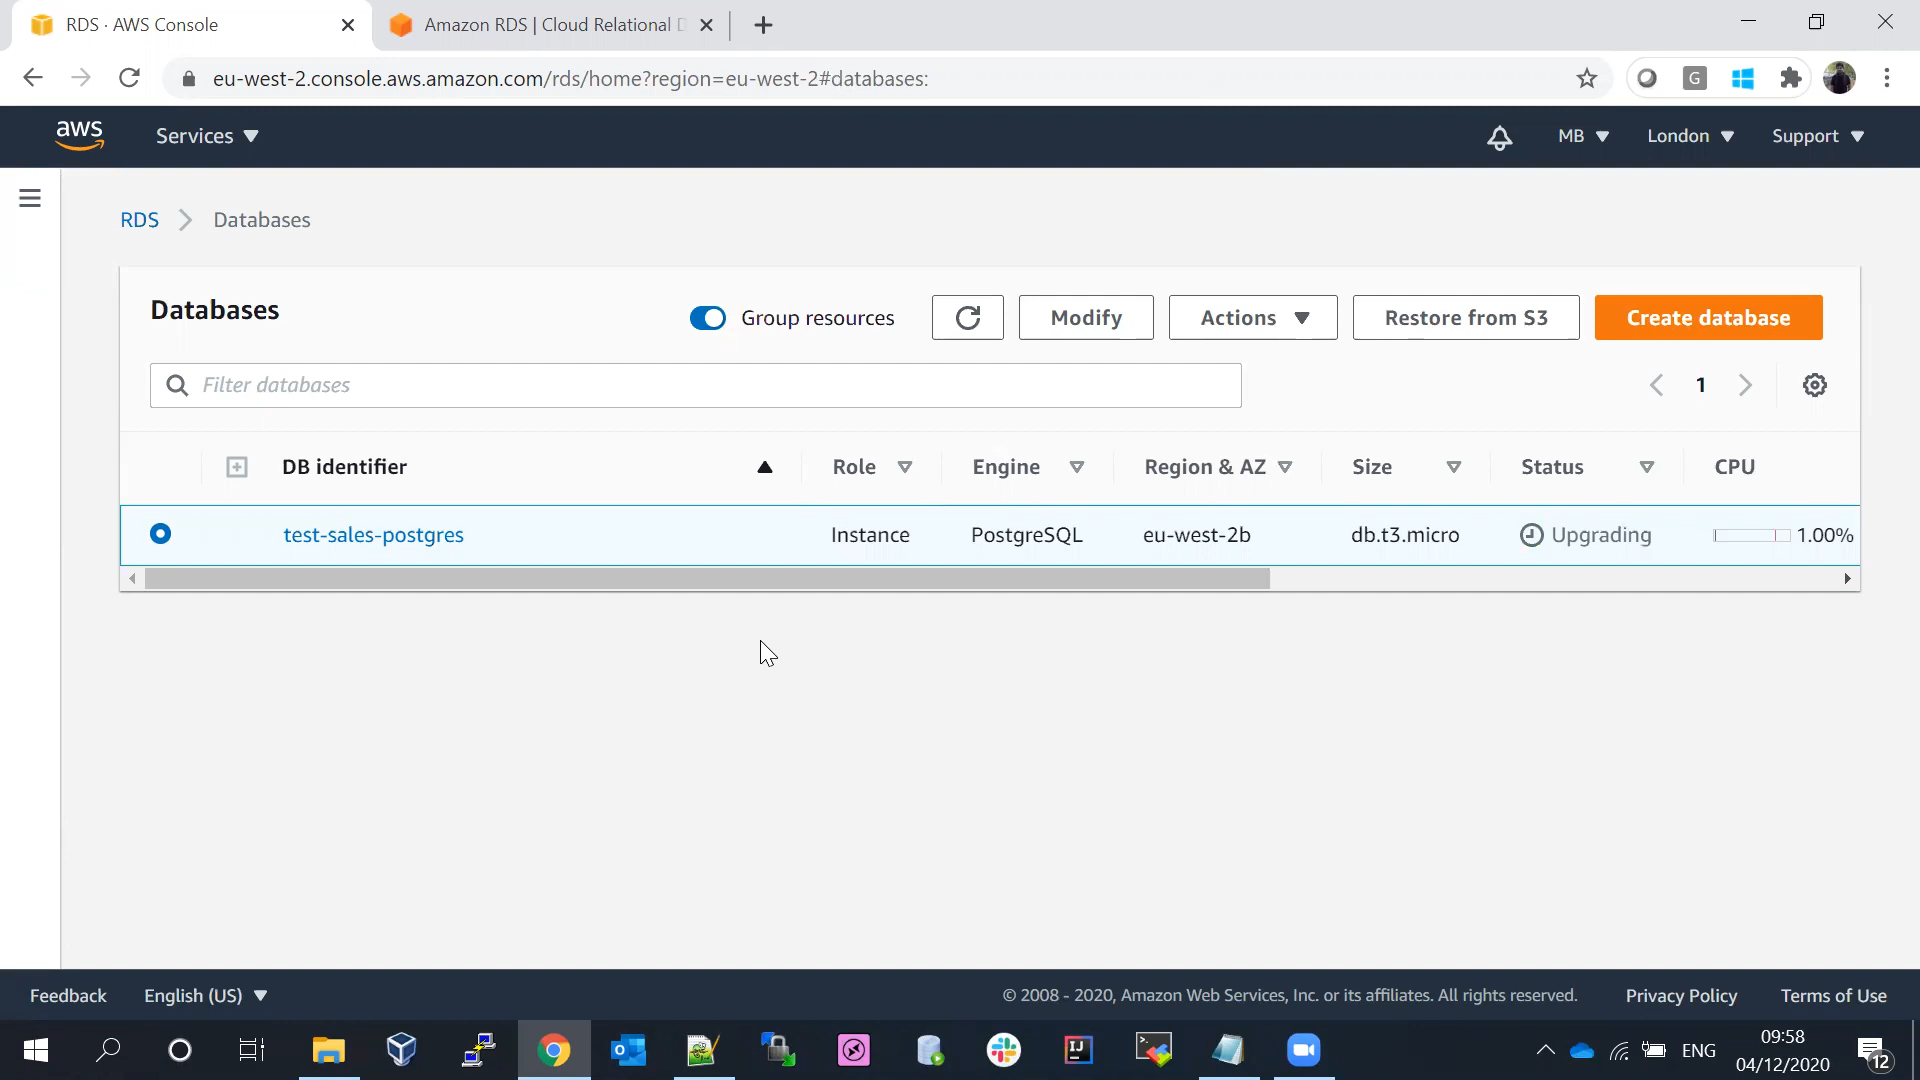 RDS · AWS Console
Amazon RDS | Cloud Relational D
eu-west-2.console.aws.amazon.com/rds/home?region=eu-west-2#databases:
G
aws
Services
MB
London
Support
RDS
Databases
Databases
Group resources
Modify
Actions
Restore from S3
Create database
Filter databases
1
DB identifier
Role
Engine
Region & AZ
Size
Status
CPU
test-sales-postgres
Instance
PostgreSQL
eu-west-2b
db.t3.micro
Upgrading
1.00%
Feedback
English (US)
© 2008 - 2020, Amazon Web Services, Inc. or its affiliates. All rights reserved.
Privacy Policy
Terms of Use
IJ
ENG
09:58
04/12/2020
12